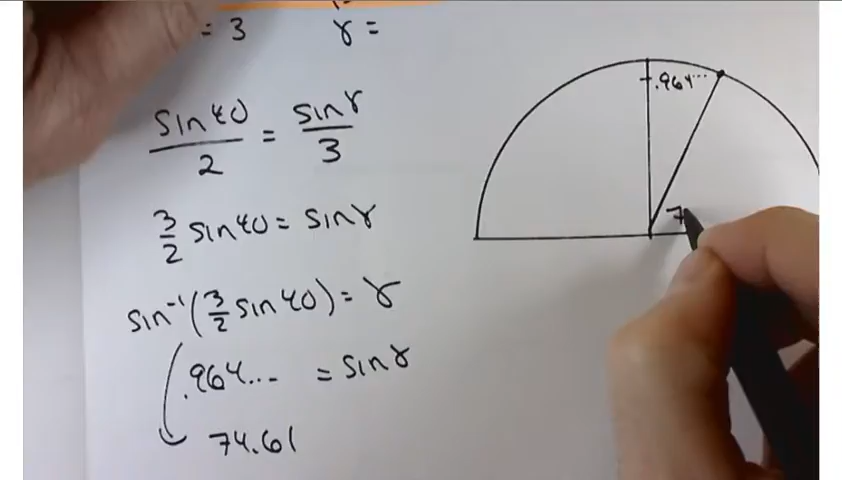 = 3
γ =
sin 40 / 2 = sin γ / 3
3/2 sin 40 = sin γ
sin⁻¹(3/2 sin 40) = γ
.964... = sin γ
74.61
.964...
7